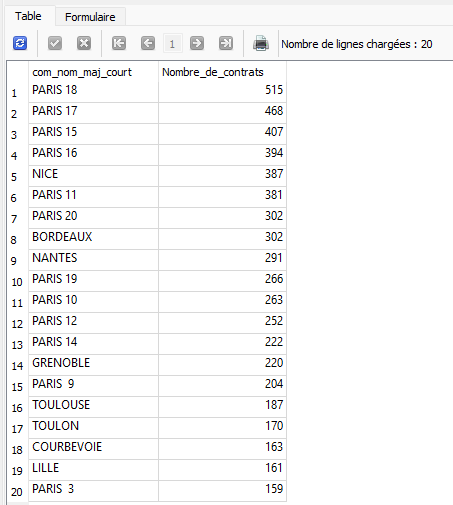 Table Formulaire
1 Nombre de lignes chargées : 20
com_nom_maj_court Nombre_de_contrats
1 PARIS 18 515
2 PARIS 17 468
3 PARIS 15 407
4 PARIS 16 394
5 NICE 387
6 PARIS 11 381
7 PARIS 20 302
8 BORDEAUX 302
9 NANTES 291
10 PARIS 19 266
11 PARIS 10 263
12 PARIS 12 252
13 PARIS 14 222
14 GRENOBLE 220
15 PARIS  9 204
16 TOULOUSE 187
17 TOULON 170
18 COURBEVOIE 163
19 LILLE 161
20 PARIS  3 159